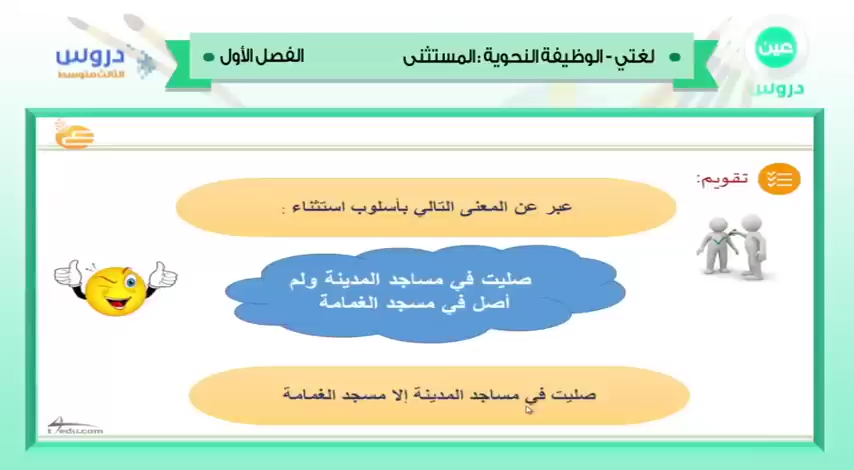 عين
دروس
لغتي - الوظيفة النحوية : المستثنى
الفصل الأول
دروس
الثالث متوسط
تقويم:
عبر عن المعنى التالي بأسلوب استثناء :
صليت في مساجد المدينة ولم
أصل في مسجد الغمامة
صليت في مساجد المدينة إلا مسجد الغمامة
t4edu.com